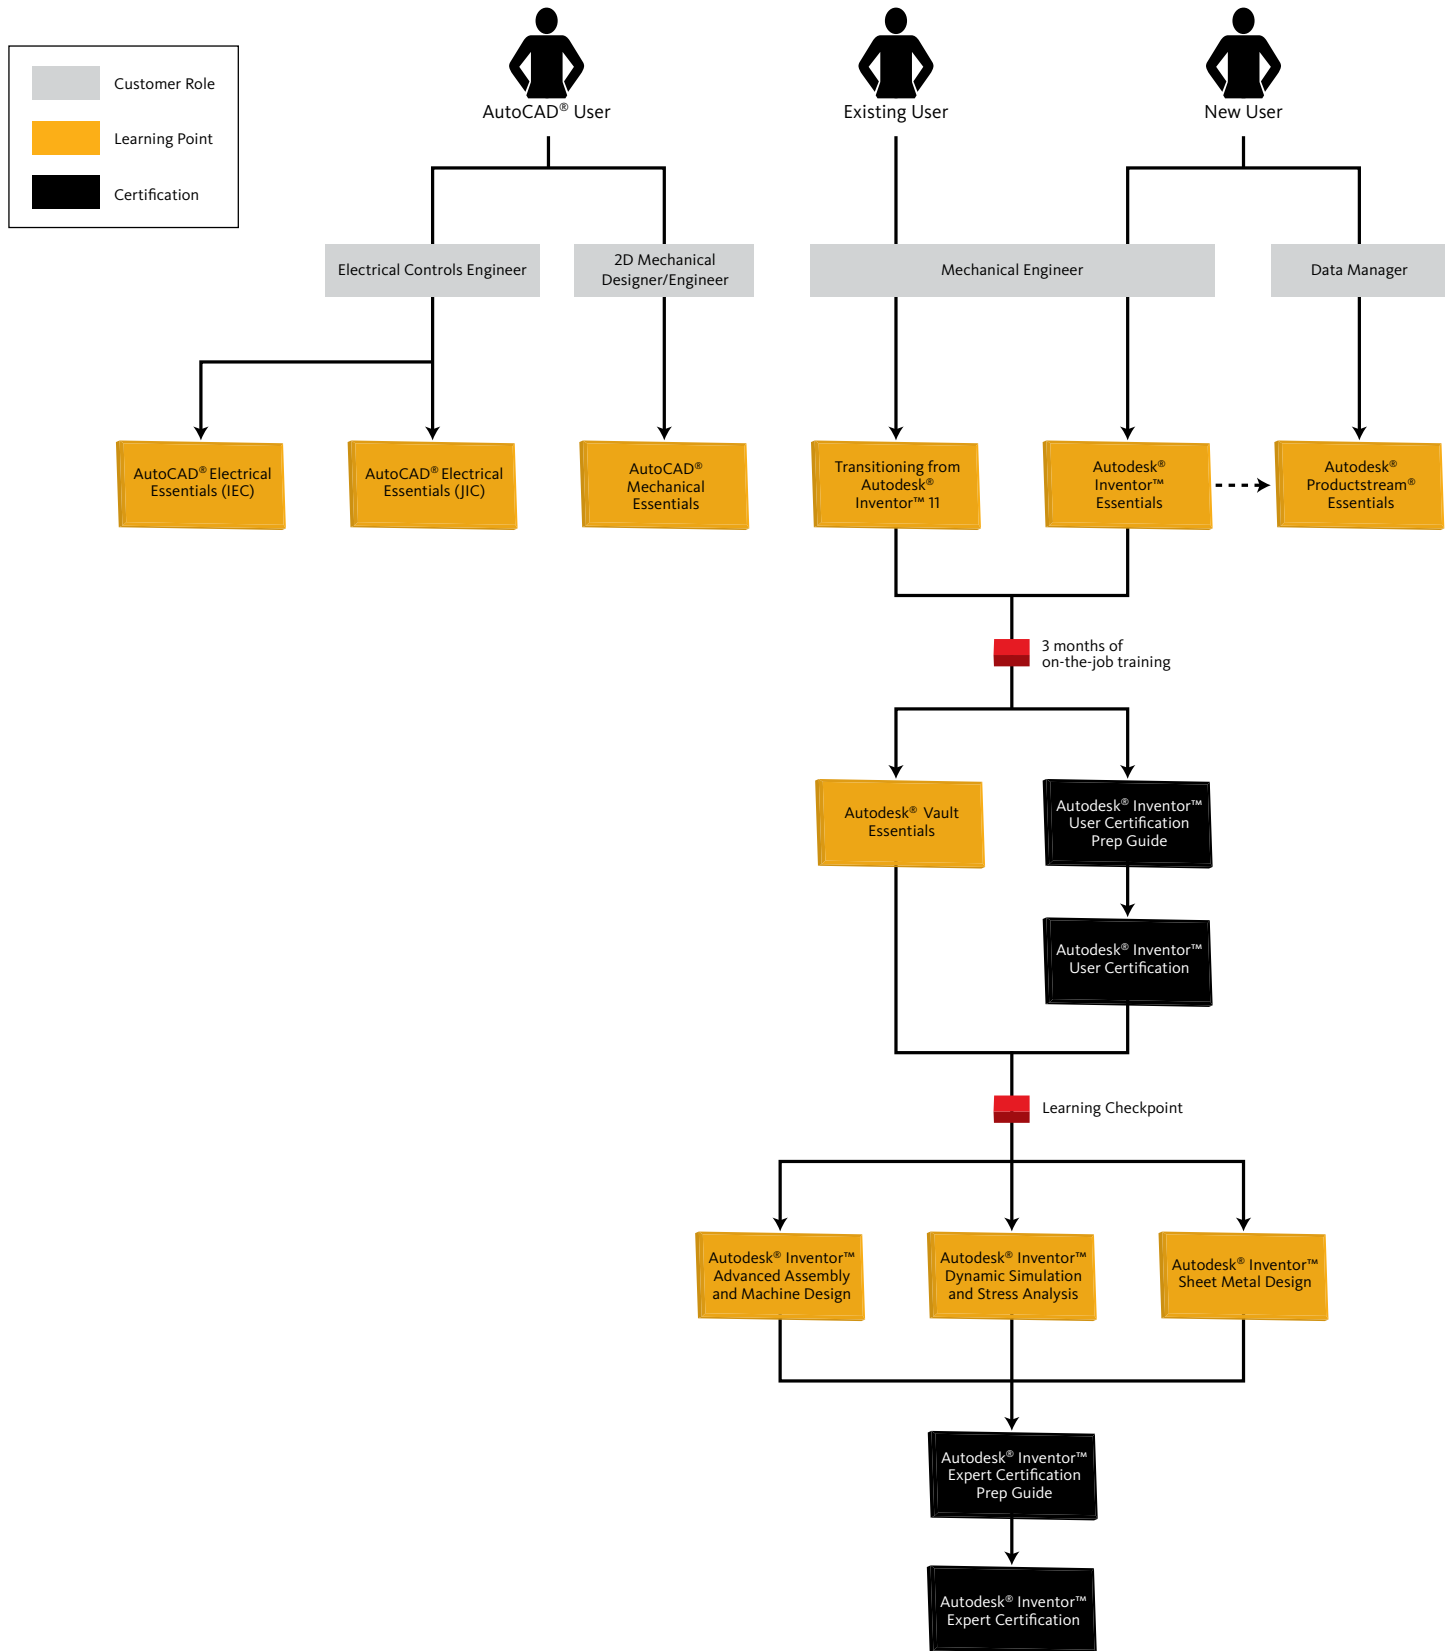 Customer Role
Learning Point
Certification
AutoCAD® User
Existing User
New User
Electrical Controls Engineer
2D Mechanical
Designer/Engineer
Mechanical Engineer
Data Manager
AutoCAD® Electrical
Essentials (IEC)
AutoCAD® Electrical
Essentials (JIC)
AutoCAD®
Mechanical
Essentials
Transitioning from
Autodesk®
Inventor™ 11
Autodesk®
Inventor™
Essentials
Autodesk®
Productstream®
Essentials
3 months of
on-the-job training
Autodesk® Vault
Essentials
Autodesk® Inventor™
User Certification
Prep Guide
Autodesk® Inventor™
User Certification
Learning Checkpoint
Autodesk® Inventor™
Advanced Assembly
and Machine Design
Autodesk® Inventor™
Dynamic Simulation
and Stress Analysis
Autodesk® Inventor™
Sheet Metal Design
Autodesk® Inventor™
Expert Certification
Prep Guide
Autodesk® Inventor™
Expert Certification